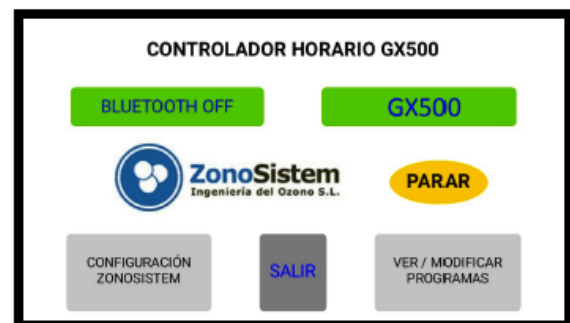 CONTROLADOR HORARIO GX500
BLUETOOTH OFF
GX500
ZonoSistem
Ingeniería del Ozono S.L.
PARAR
CONFIGURACIÓN
ZONOSISTEM
SALIR
VER / MODIFICAR
PROGRAMAS